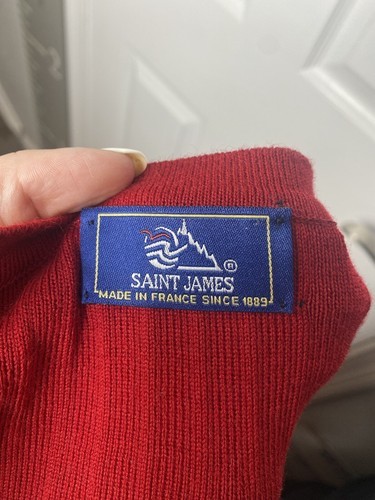 ®
SAINT JAMES
MADE IN FRANCE SINCE 1889